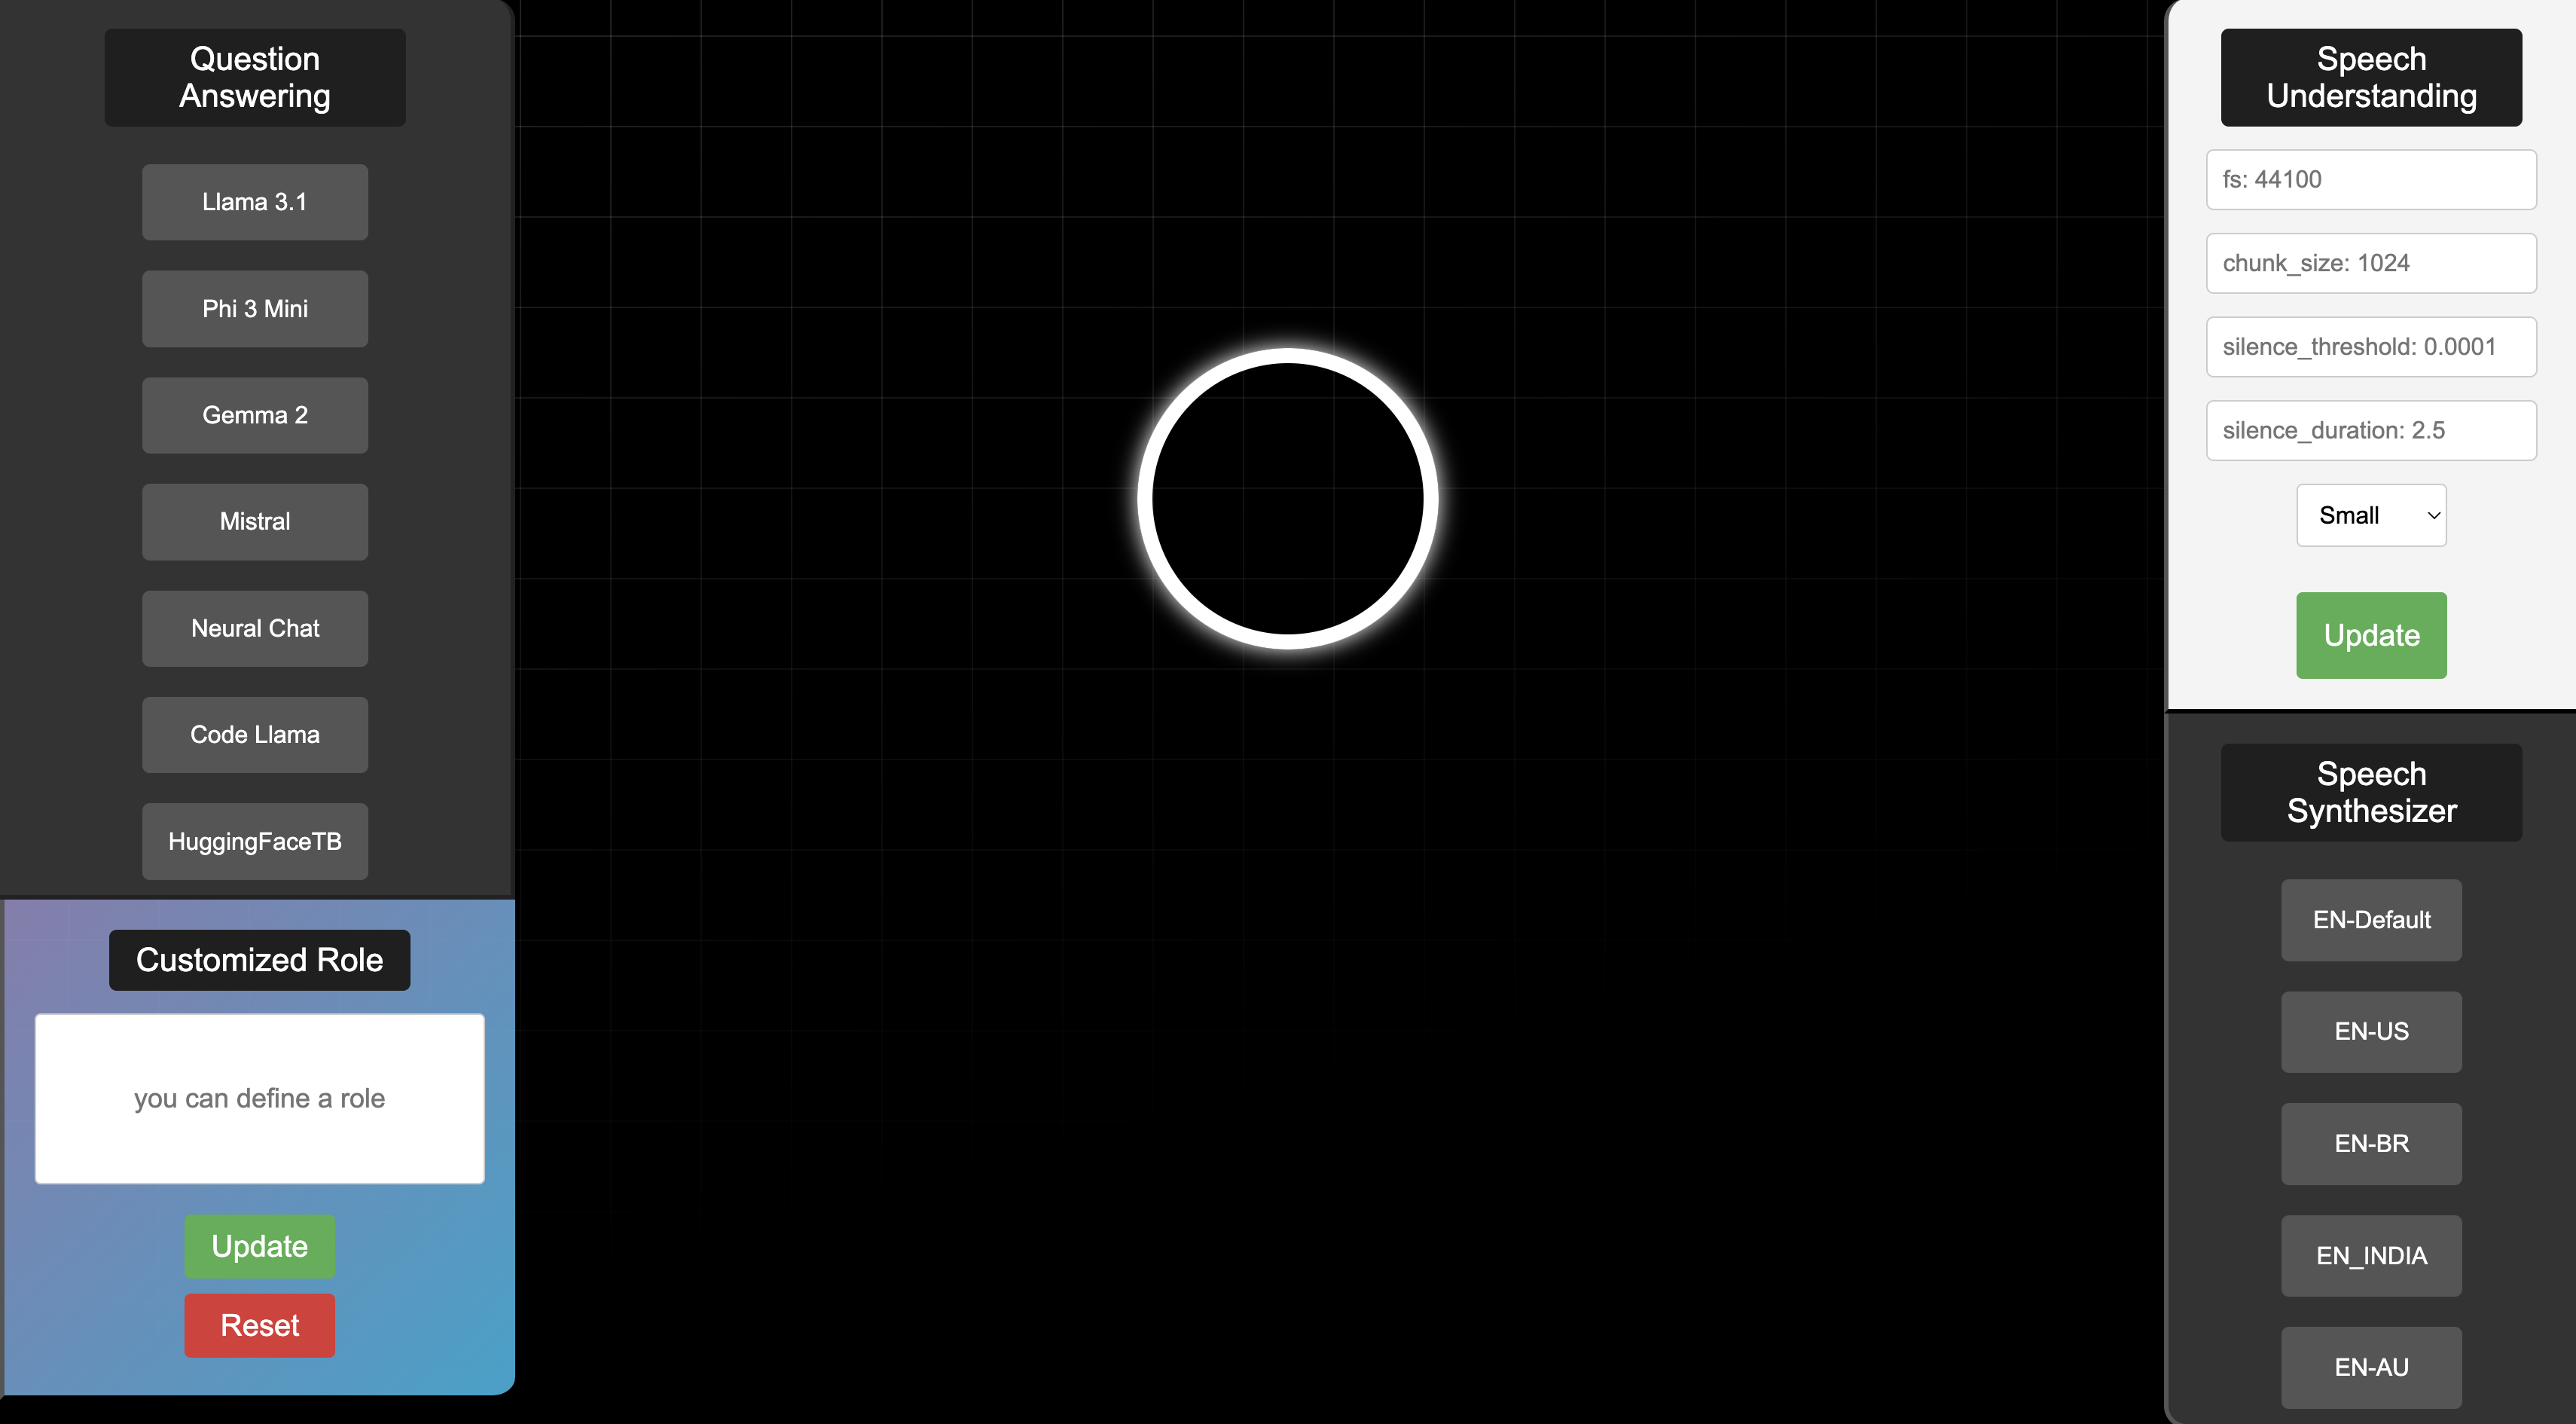 Question
Answering
Llama 3.1
Phi 3 Mini
Gemma 2
Mistral
Neural Chat
Code Llama
HuggingFaceTB
Customized Role
you can define a role
Update
Reset
Speech
Understanding
fs: 44100
chunk_size: 1024
silence_threshold: 0.0001
silence_duration: 2.5
Small
Update
Speech
Synthesizer
EN-Default
EN-US
EN-BR
EN_INDIA
EN-AU